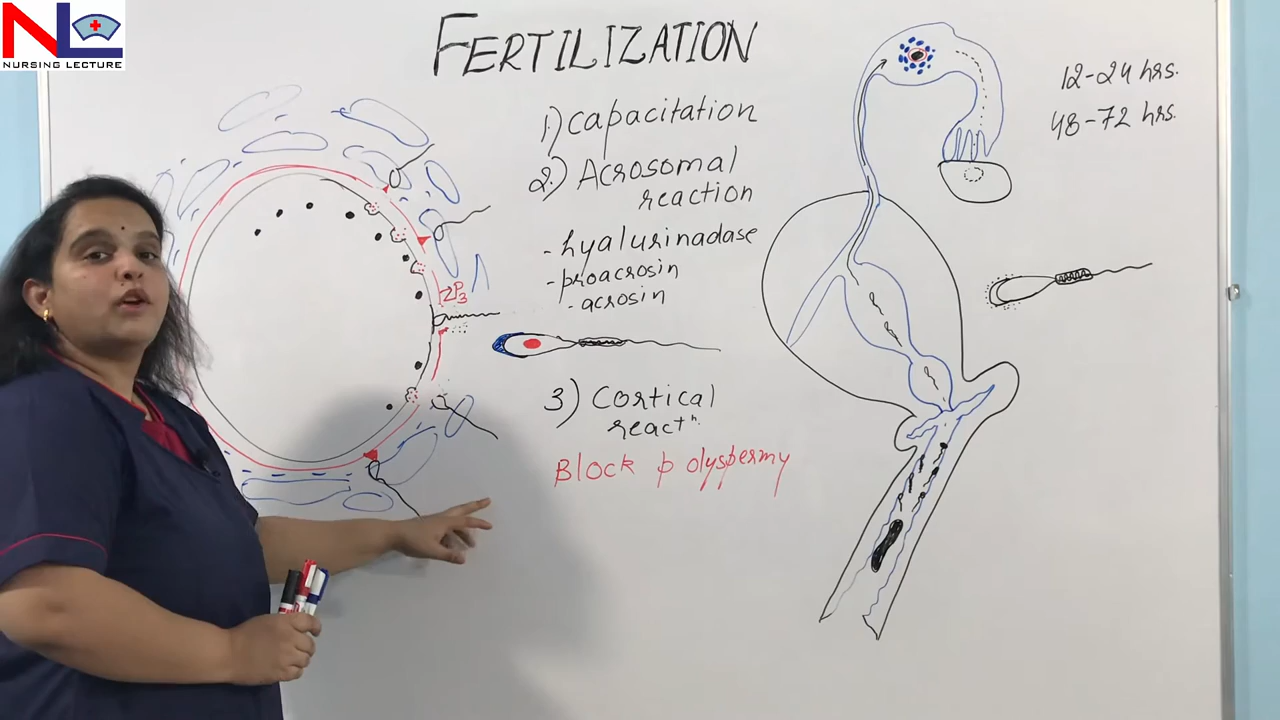 NL
NURSING LECTURE
FERTILIZATION
1) Capacitation
2.) Acrosomal
reaction
- hyalurinadase
- proacrosin
- acrosin
3) Cortical
reactⁿ.
Block polyspermy
ZP3
12-24 hrs.
48-72 hrs.